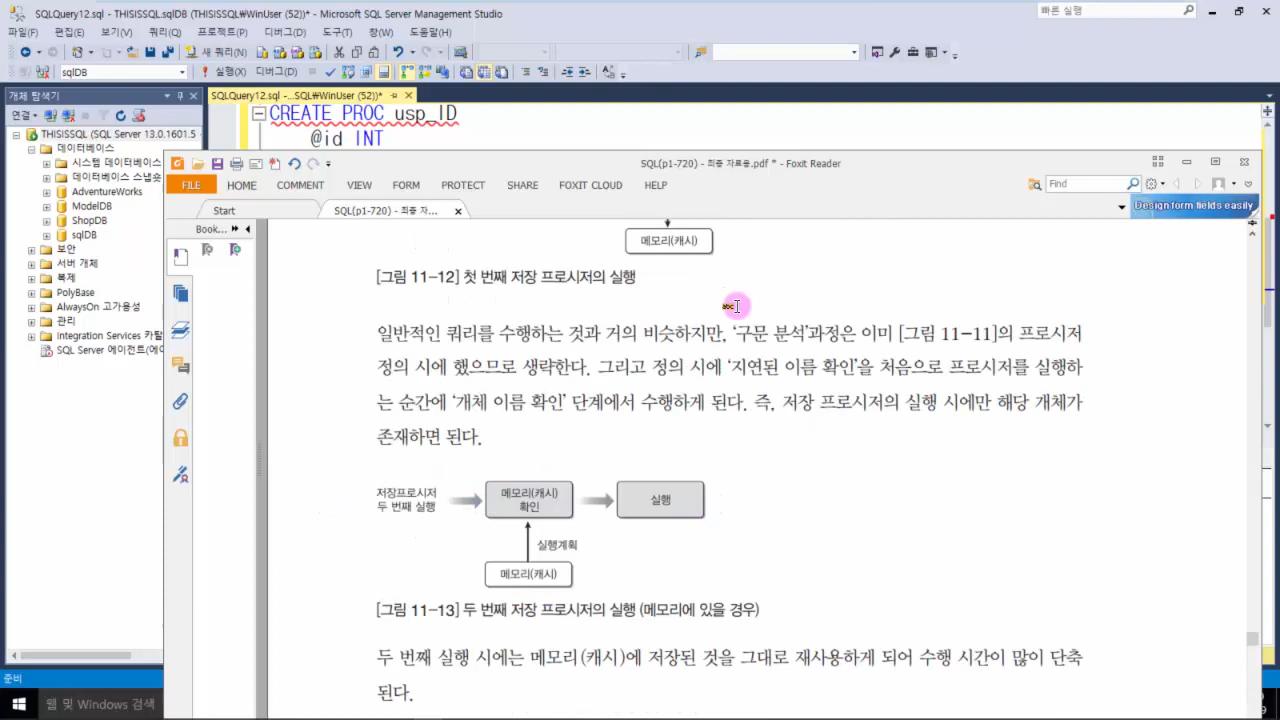 SQLQuery12.sql - THISISSQL.sqlDB (THISISSQL₩WinUser (52))* - Microsoft SQL Server Management Studio
빠른 실행
파일(F) 편집(E) 보기(V) 쿼리(Q) 프로젝트(P) 디버그(D) 도구(T) 창(W) 도움말(H)
새 쿼리(N)
sqlDB
실행(X) 디버그(D)
개체 탐색기
SQLQuery12.sql -...SQL₩WinUser (52))*
연결
CREATE PROC usp_ID
@id INT
THISISSQL (SQL Server 13.0.1601.5
데이터베이스
시스템 데이터베이스
데이터베이스 스냅숏
AdventureWorks
ModelDB
ShopDB
sqlDB
보안
서버 개체
복제
PolyBase
AlwaysOn 고가용성
관리
Integration Services 카탈
SQL Server 에이전트(에이
준비
웹 및 Windows 검색
SQL(p1-720) - 최종 자료용.pdf * - Foxit Reader
FILE HOME COMMENT VIEW FORM PROTECT SHARE FOXIT CLOUD HELP
Find
Start
SQL(p1-720) - 최종 자...
Design form fields easily
Book...
메모리(캐시)
[그림 11-12] 첫 번째 저장 프로시저의 실행
일반적인 쿼리를 수행하는 것과 거의 비슷하지만, ‘구문 분석’과정은 이미 [그림 11-11]의 프로시저
정의 시에 했으므로 생략한다. 그리고 정의 시에 ‘지연된 이름 확인’을 처음으로 프로시저를 실행하
는 순간에 ‘개체 이름 확인’ 단계에서 수행하게 된다. 즉, 저장 프로시저의 실행 시에만 해당 개체가
존재하면 된다.
저장프로시저
두 번째 실행
메모리(캐시)
확인
실행
실행계획
메모리(캐시)
[그림 11-13] 두 번째 저장 프로시저의 실행 (메모리에 있을 경우)
두 번째 실행 시에는 메모리(캐시)에 저장된 것을 그대로 재사용하게 되어 수행 시간이 많이 단축
된다.